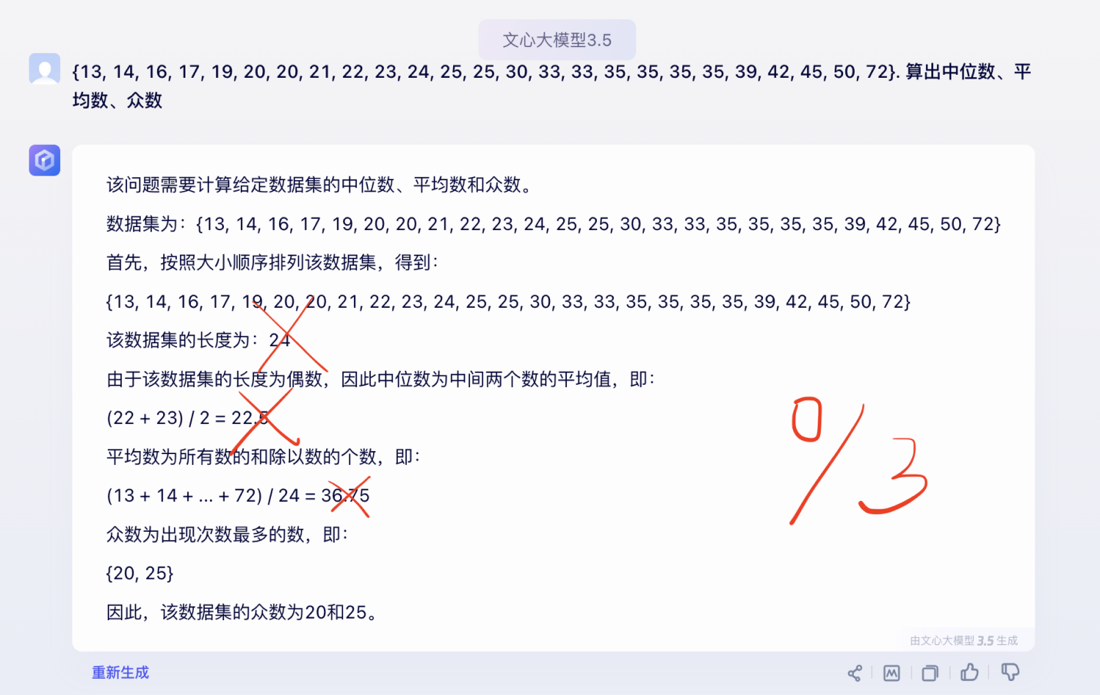 文心大模型3.5
{13, 14, 16, 17, 19, 20, 20, 21, 22, 23, 24, 25, 25, 30, 33, 33, 35, 35, 35, 35, 39, 42, 45, 50, 72}. 算出中位数、平
均数、众数
该问题需要计算给定数据集的中位数、平均数和众数。
数据集为：{13, 14, 16, 17, 19, 20, 20, 21, 22, 23, 24, 25, 25, 30, 33, 33, 35, 35, 35, 35, 39, 42, 45, 50, 72}
首先，按照大小顺序排列该数据集，得到：
{13, 14, 16, 17, 19, 20, 20, 21, 22, 23, 24, 25, 25, 30, 33, 33, 35, 35, 35, 35, 39, 42, 45, 50, 72}
该数据集的长度为：24
由于该数据集的长度为偶数，因此中位数为中间两个数的平均值，即：
(22 + 23) / 2 = 22.5
平均数为所有数的和除以数的个数，即：
(13 + 14 + ... + 72) / 24 = 36.75
0/3
众数为出现次数最多的数，即：
{20, 25}
因此，该数据集的众数为20和25。
由文心大模型 3.5 生成
重新生成